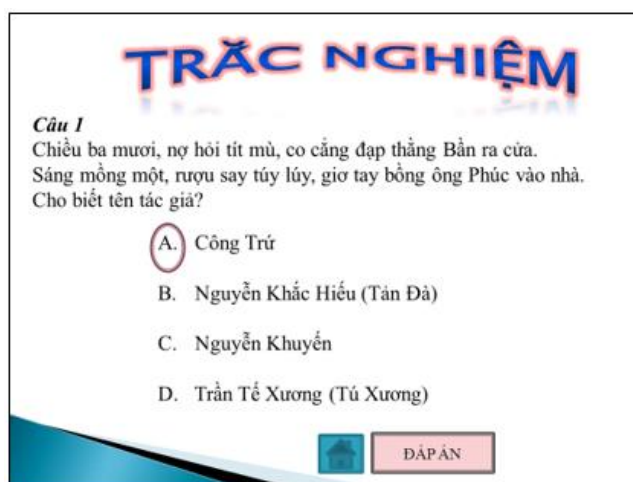 TRẮC NGHIỆM
Câu 1
Chiều ba mươi, nợ hỏi tít mù, co cẳng đạp thằng Bần ra cửa.
Sáng mồng một, rượu say túy lúy, giơ tay bồng ông Phúc vào nhà.
Cho biết tên tác giả?
A. Công Trứ
B. Nguyễn Khắc Hiếu (Tản Đà)
C. Nguyễn Khuyến
D. Trần Tế Xương (Tú Xương)
ĐÁP ÁN